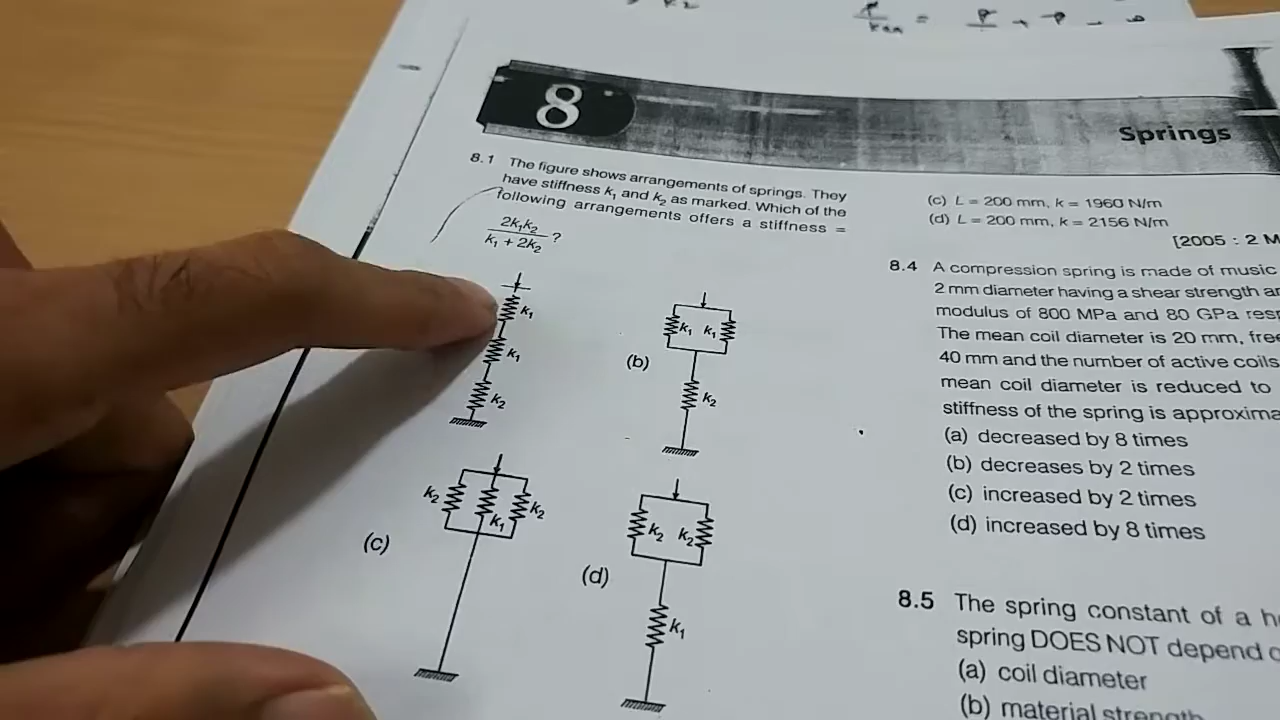 8
Springs
8.1 The figure shows arrangements of springs. They
have stiffness k₁ and k₂ as marked. Which of the
following arrangements offers a stiffness =
2k₁k₂
k₁ + 2k₂ ?
k₁
k₁
k₂
(b)
k₁ k₁
k₂
(c)
k₂ k₁ k₂
(d)
k₂ k₂
k₁
(c) L = 200 mm, k = 1960 N/m
(d) L = 200 mm, k = 2156 N/m
[2005 : 2 M
8.4 A compression spring is made of music
2 mm diameter having a shear strength
modulus of 800 MPa and 80 GPa
The mean coil diameter is 20 mm,
40 mm and the number of active coils
mean coil diameter is reduced to
stiffness of the spring is
(a) decreased by 8 times
(b) decreases by 2 times
(c) increased by 2 times
(d) increased by 8 times
8.5 The spring constant of a
spring DOES NOT depend
(a) coil diameter
(b) material